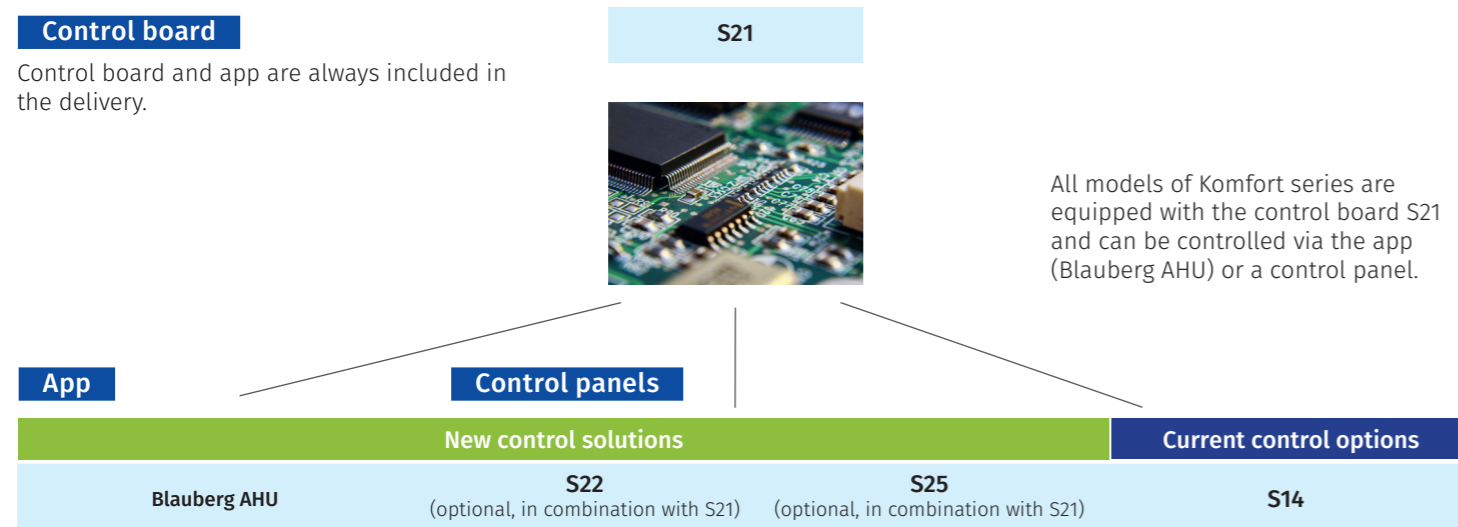 Control board
S21
Control board and app are always included in
the delivery.
All models of Komfort series are
equipped with the control board S21
and can be controlled via the app
(Blauberg AHU) or a control panel.
App
Control panels
New control solutions
Current control options
Blauberg AHU
S22
(optional, in combination with S21)
S25
(optional, in combination with S21)
S14